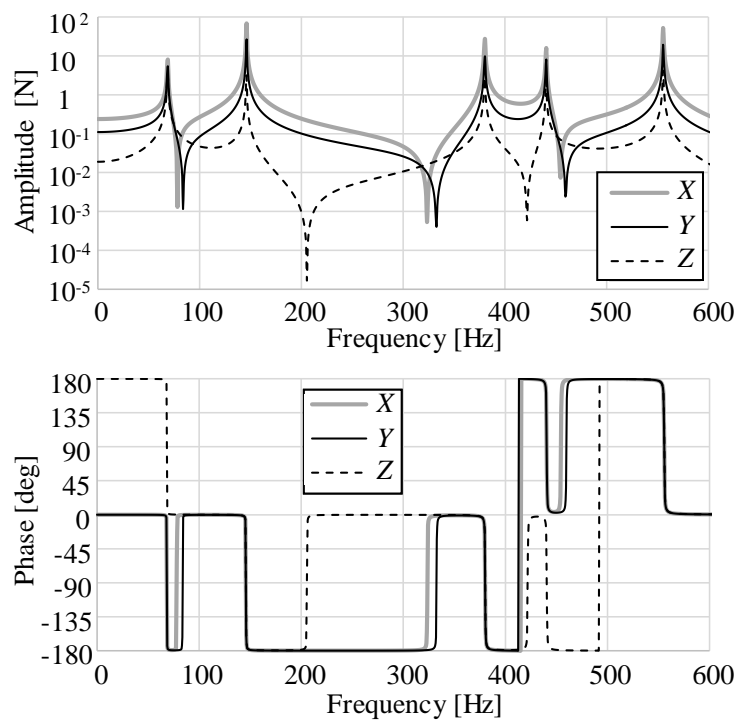 10²
10
1
10⁻¹
10⁻²
10⁻³
10⁻⁴
10⁻⁵
Amplitude [N]
X
Y
Z
0 100 200 300 400 500 600
Frequency [Hz]
180
135
90
45
0
-45
-90
-135
-180
Phase [deg]
X
Y
Z
0 100 200 300 400 500 600
Frequency [Hz]